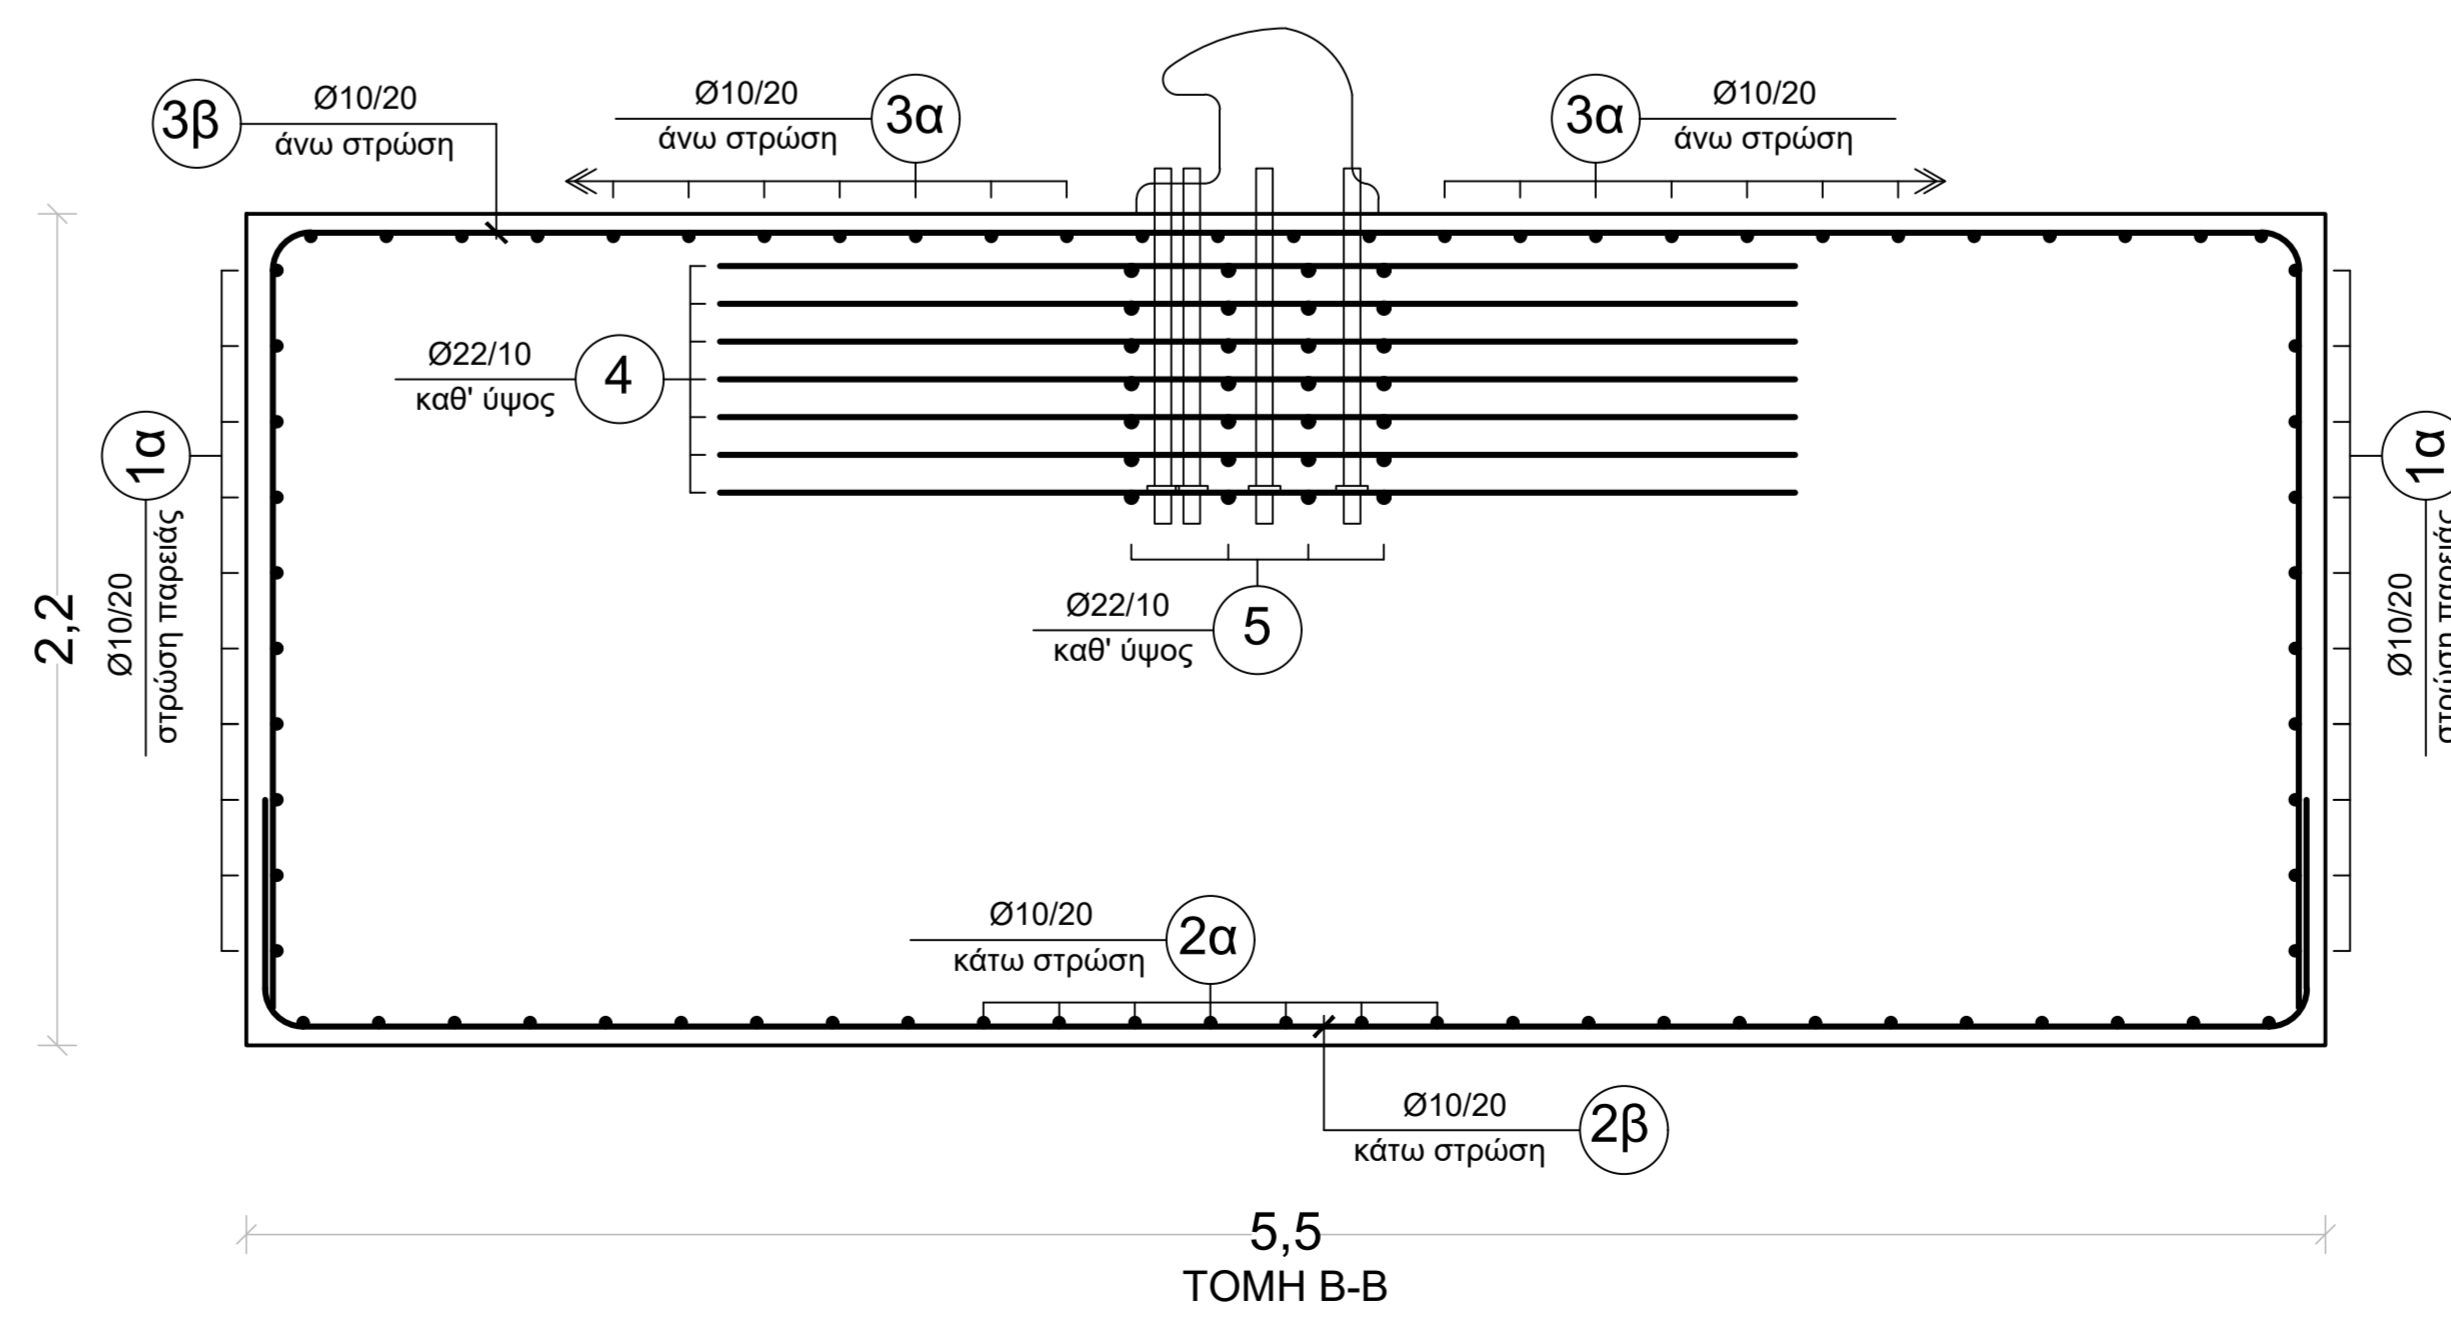 3β
Ø10/20
άνω στρώση
Ø10/20
άνω στρώση
3α
3α
Ø10/20
άνω στρώση
Ø22/10
καθ' ύψος
4
1α
Ø10/20
στρώση παρειάς
1α
Ø10/20
στρώση παρειάς
2,2
Ø22/10
καθ' ύψος
5
Ø10/20
κάτω στρώση
2α
Ø10/20
κάτω στρώση
2β
5,5
ΤΟΜΗ Β-Β